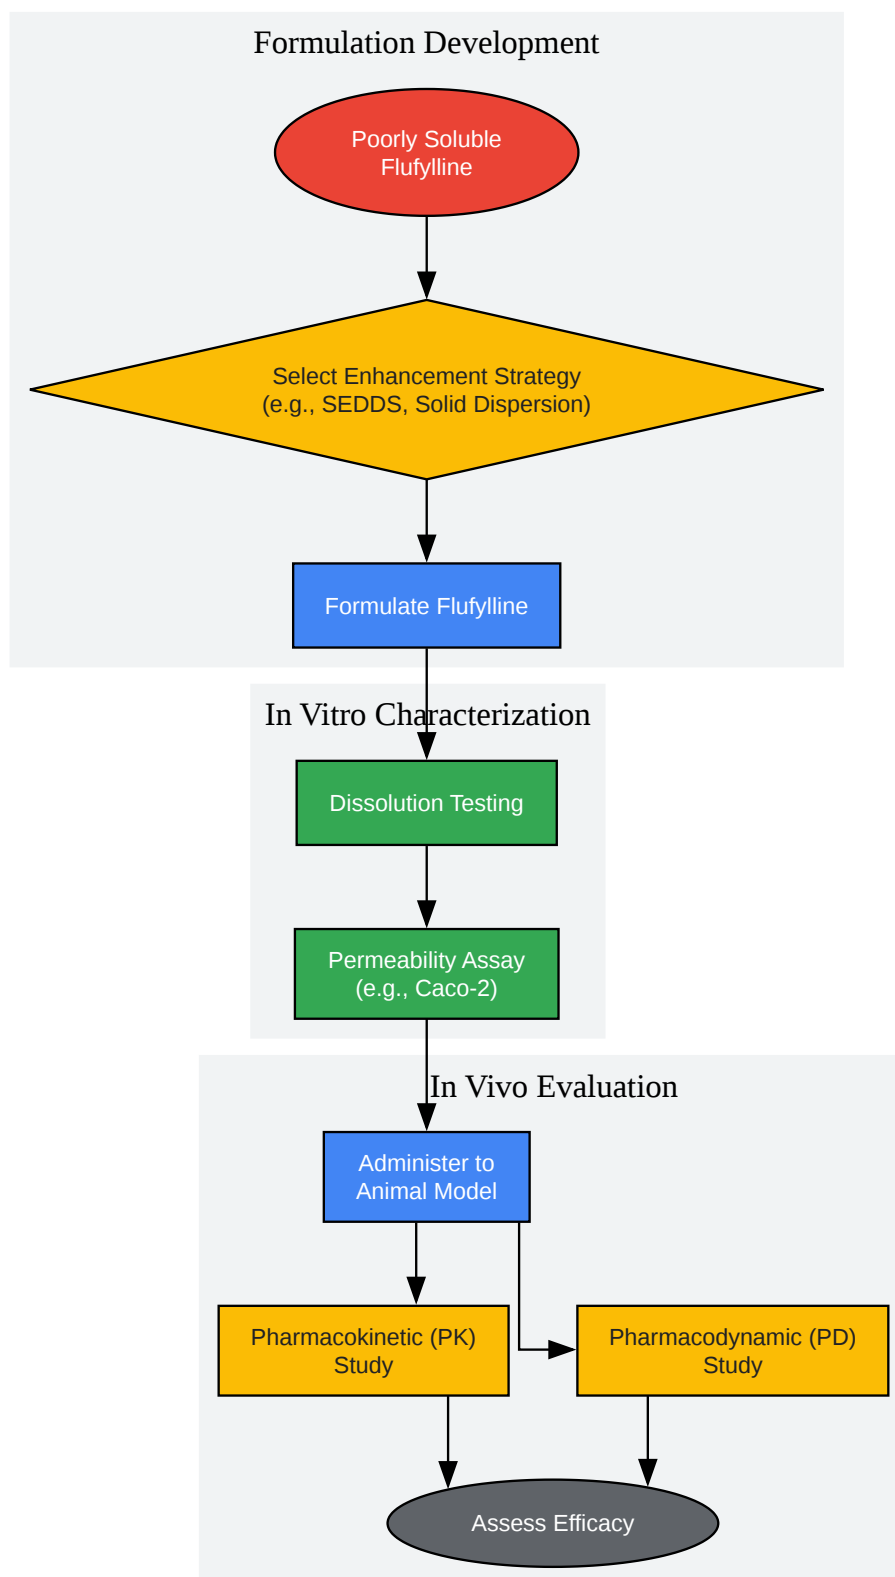 Formulation Development
Poorly Soluble
Flufylline
Select Enhancement Strategy
(e.g., SEDDS, Solid Dispersion)
Formulate Flufylline
In Vitro Characterization
Dissolution Testing
Permeability Assay
(e.g., Caco-2)
In Vivo Evaluation
Administer to
Animal Model
Pharmacokinetic (PK)
Study
Pharmacodynamic (PD)
Study
Assess Efficacy